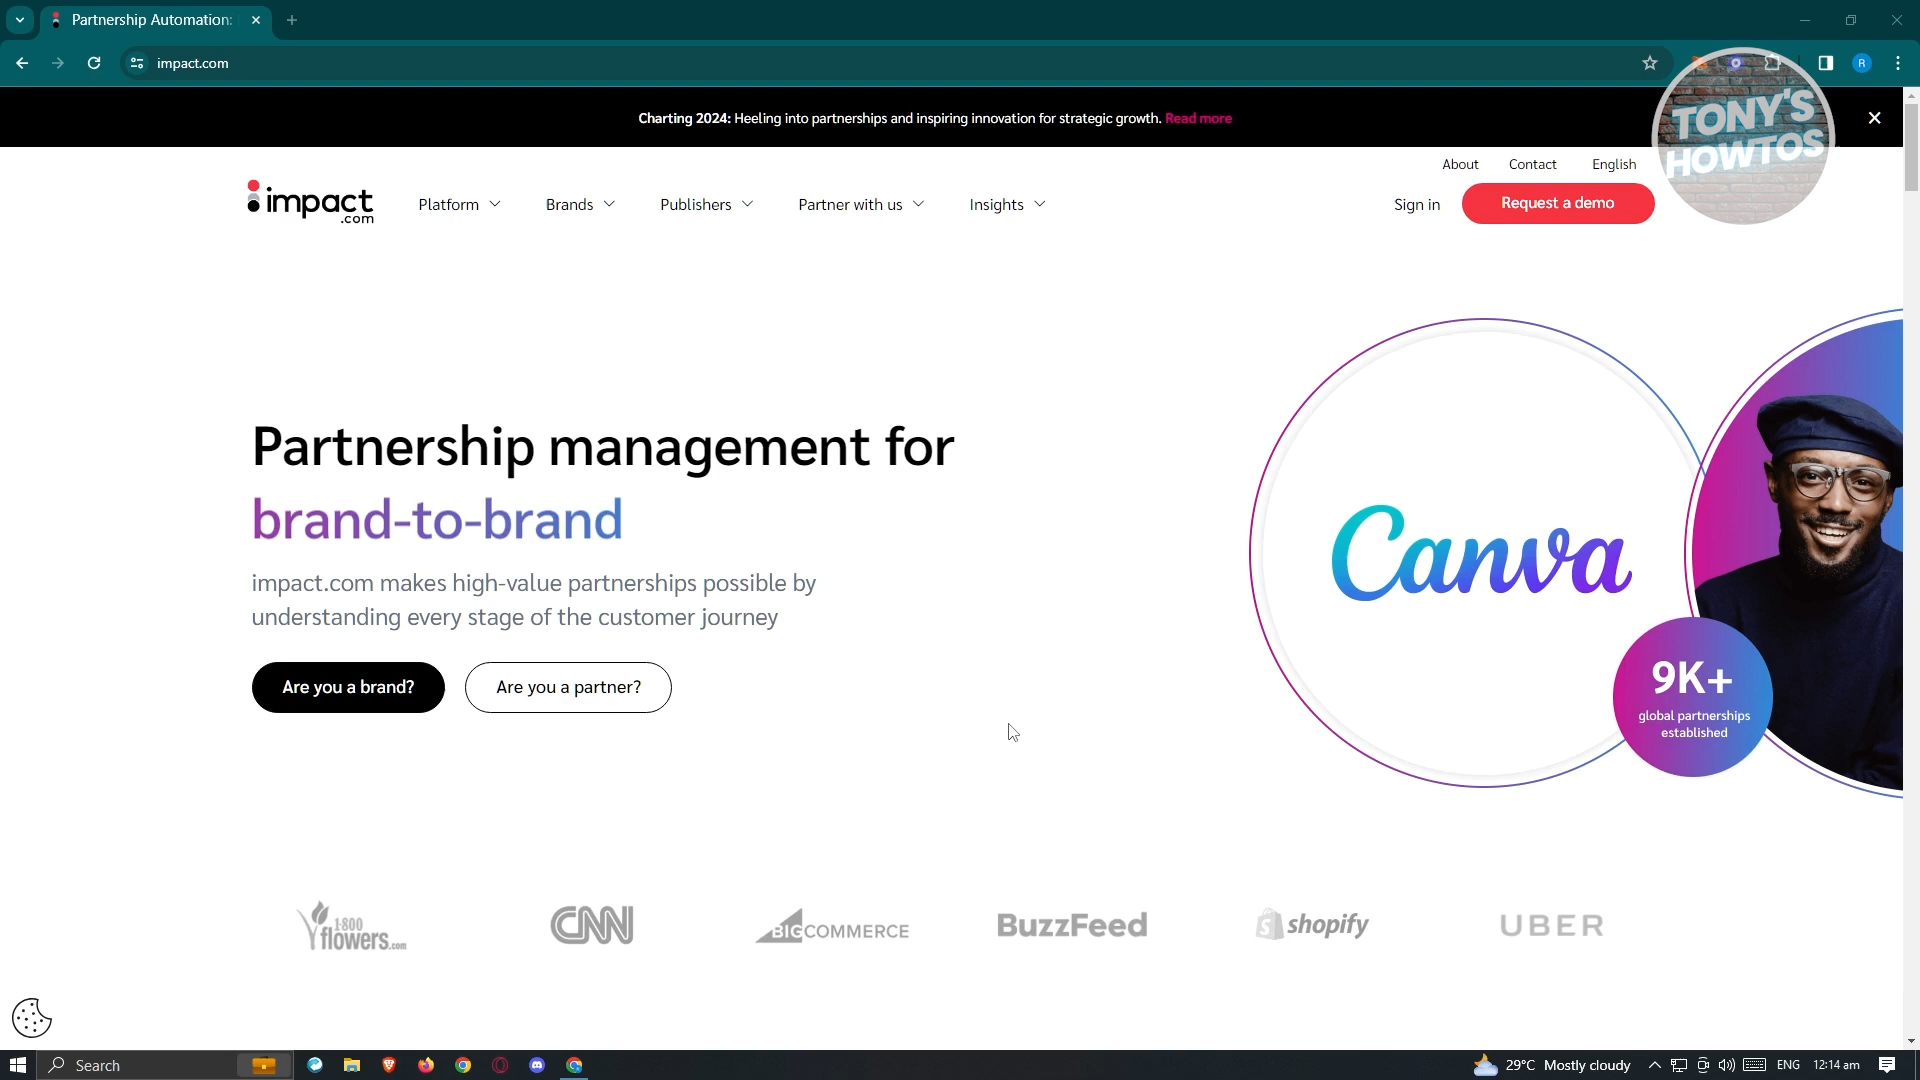 Partnership Automation:
impact.com
R
Charting 2024: Heeling into partnerships and inspiring innovation for strategic growth. Read more
TONY'S
HOWTOS
About Contact English
impact
.com
Platform Brands Publishers Partner with us Insights Sign in Request a demo
Partnership management for
brand-to-brand
impact.com makes high-value partnerships possible by
understanding every stage of the customer journey
Are you a brand? Are you a partner?
Canva
9K+
global partnerships
established
1-800
flowers.com
CNN
BIGCOMMERCE
BuzzFeed
shopify
UBER
Search
29°C Mostly cloudy
ENG 12:14 am